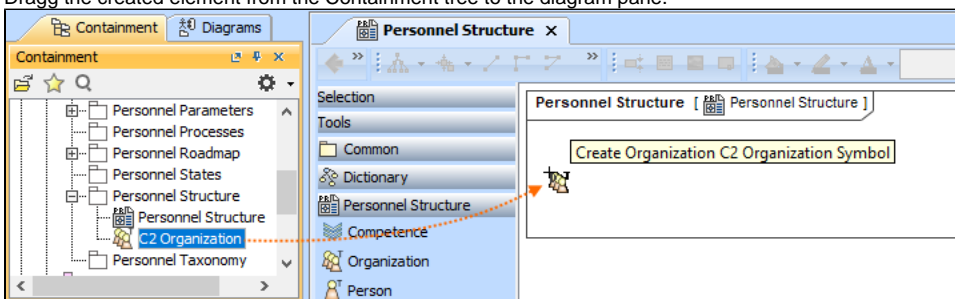 Dragg the created element from the Containment tree to the diagram pane.
Containment
Diagrams
Personnel Structure
Containment
Personnel Parameters
Personnel Processes
Personnel Roadmap
Personnel States
Personnel Structure
Personnel Structure
C2 Organization
Personnel Taxonomy
Selection
Tools
Common
Dictionary
Personnel Structure
Competence
Organization
Person
Personnel Structure [ Personnel Structure ]
Create Organization C2 Organization Symbol